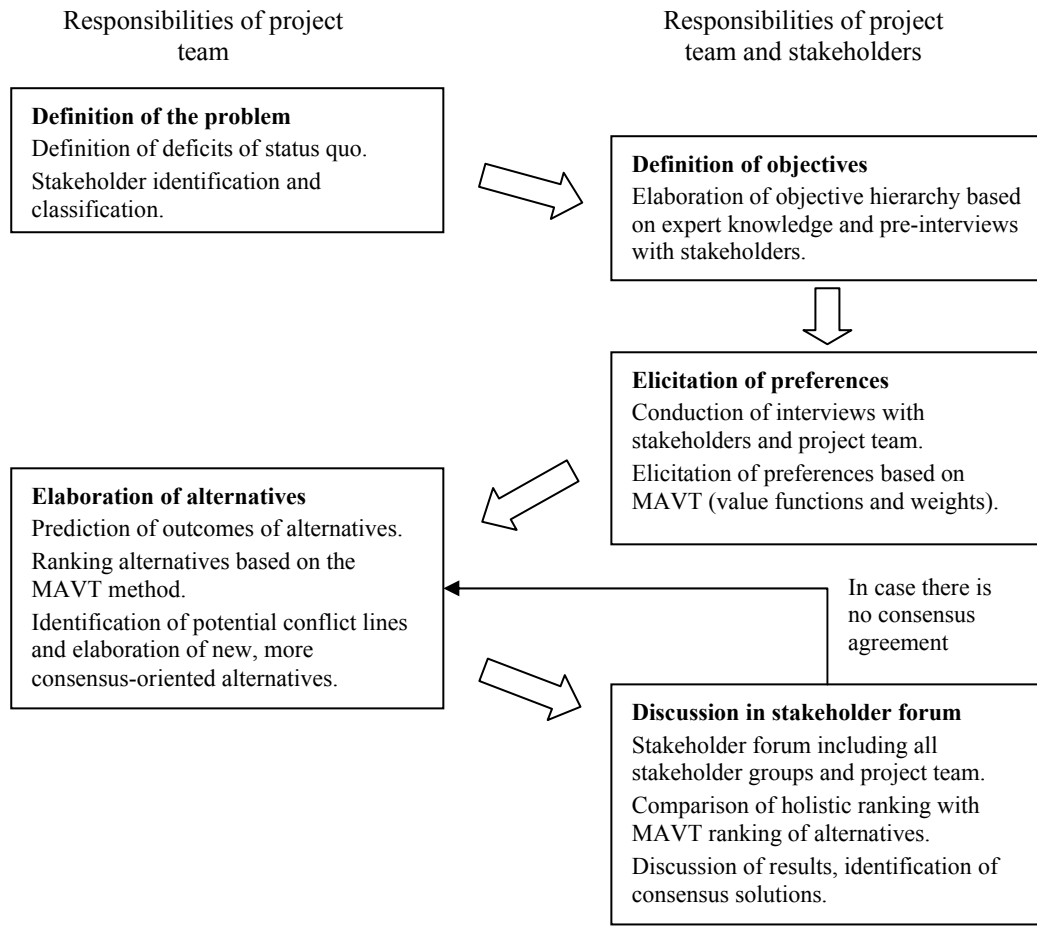 Responsibilities of project
team
Responsibilities of project
team and stakeholders
Definition of the problem
Definition of deficits of status quo.
Stakeholder identification and
classification.
Definition of objectives
Elaboration of objective hierarchy based
on expert knowledge and pre-interviews
with stakeholders.
Elicitation of preferences
Conduction of interviews with
stakeholders and project team.
Elicitation of preferences based on
MAVT (value functions and weights).
Elaboration of alternatives
Prediction of outcomes of alternatives.
Ranking alternatives based on the
MAVT method.
Identification of potential conflict lines
and elaboration of new, more
consensus-oriented alternatives.
In case there is
no consensus
agreement
Discussion in stakeholder forum
Stakeholder forum including all
stakeholder groups and project team.
Comparison of holistic ranking with
MAVT ranking of alternatives.
Discussion of results, identification of
consensus solutions.